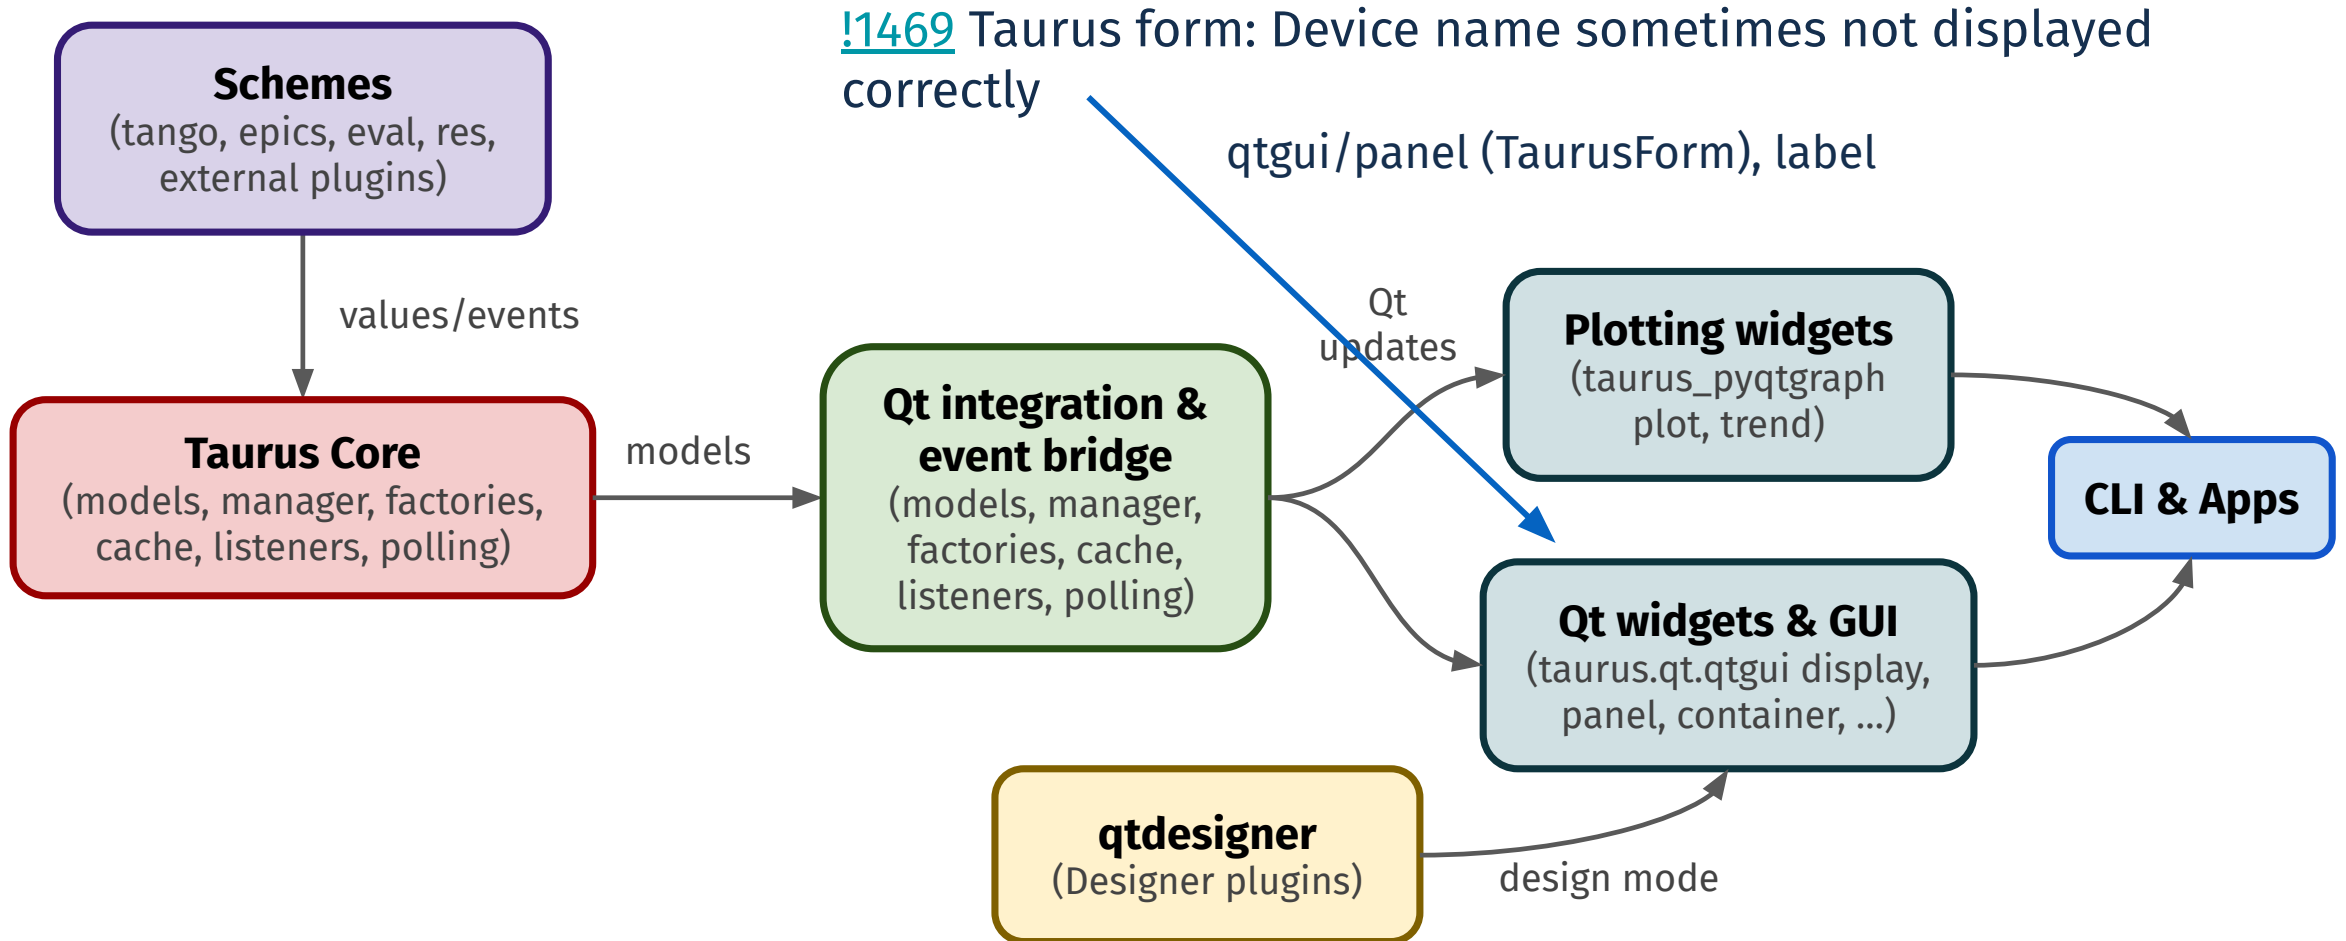 !1469 Taurus form: Device name sometimes not displayed
correctly
qtgui/panel (TaurusForm), label
Schemes
(tango, epics, eval, res,
external plugins)
values/events
Taurus Core
(models, manager, factories,
cache, listeners, polling)
models
Qt integration &
event bridge
(models, manager,
factories, cache,
listeners, polling)
Qt
updates
Plotting widgets
(taurus_pyqtgraph
plot, trend)
CLI & Apps
Qt widgets & GUI
(taurus.qt.qtgui display,
panel, container, ...)
qtdesigner
(Designer plugins)
design mode